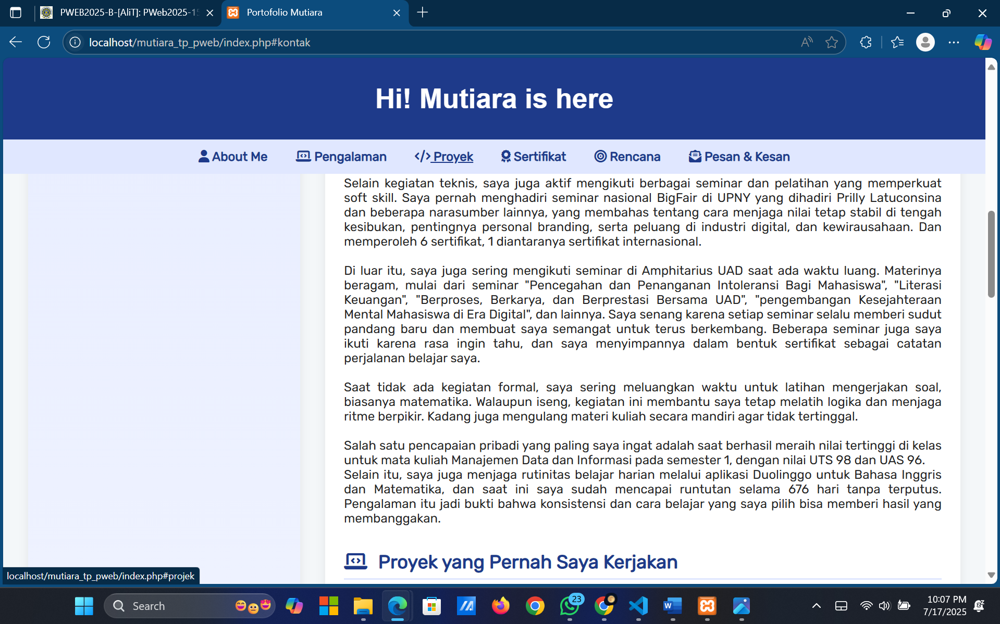 PWEB2025-B-[AliT]: PWeb2025-15
Portofolio Mutiara
localhost/mutiara_tp_pweb/index.php#kontak
Hi! Mutiara is here
About Me
Pengalaman
Proyek
Sertifikat
Rencana
Pesan & Kesan
Selain kegiatan teknis, saya juga aktif mengikuti berbagai seminar dan pelatihan yang memperkuat
soft skill. Saya pernah menghadiri seminar nasional BigFair di UPNY yang dihadiri Prilly Latuconsina
dan beberapa narasumber lainnya, yang membahas tentang cara menjaga nilai tetap stabil di tengah
kesibukan, pentingnya personal branding, serta peluang di industri digital, dan kewirausahaan. Dan
memperoleh 6 sertifikat, 1 diantaranya sertifikat internasional.
Di luar itu, saya juga sering mengikuti seminar di Amphitarius UAD saat ada waktu luang. Materinya
beragam, mulai dari seminar "Pencegahan dan Penanganan Intoleransi Bagi Mahasiswa", "Literasi
Keuangan", "Berproses, Berkarya, dan Berprestasi Bersama UAD", "pengembangan Kesejahteraan
Mental Mahasiswa di Era Digital", dan lainnya. Saya senang karena setiap seminar selalu memberi sudut
pandang baru dan membuat saya semangat untuk terus berkembang. Beberapa seminar juga saya
ikuti karena rasa ingin tahu, dan saya menyimpannya dalam bentuk sertifikat sebagai catatan
perjalanan belajar saya.
Saat tidak ada kegiatan formal, saya sering meluangkan waktu untuk latihan mengerjakan soal,
biasanya matematika. Walaupun iseng, kegiatan ini membantu saya tetap melatih logika dan menjaga
ritme berpikir. Kadang juga mengulang materi kuliah secara mandiri agar tidak tertinggal.
Salah satu pencapaian pribadi yang paling saya ingat adalah saat berhasil meraih nilai tertinggi di kelas
untuk mata kuliah Manajemen Data dan Informasi pada semester 1, dengan nilai UTS 98 dan UAS 96.
Selain itu, saya juga menjaga rutinitas belajar harian melalui aplikasi Duolinggo untuk Bahasa Inggris
dan Matematika, dan saat ini saya sudah mencapai runtutan selama 676 hari tanpa terputus.
Pengalaman itu jadi bukti bahwa konsistensi dan cara belajar yang saya pilih bisa memberi hasil yang
membanggakan.
Proyek yang Pernah Saya Kerjakan
localhost/mutiara_tp_pweb/index.php#projek
Search
23
10:07 PM
7/17/2025